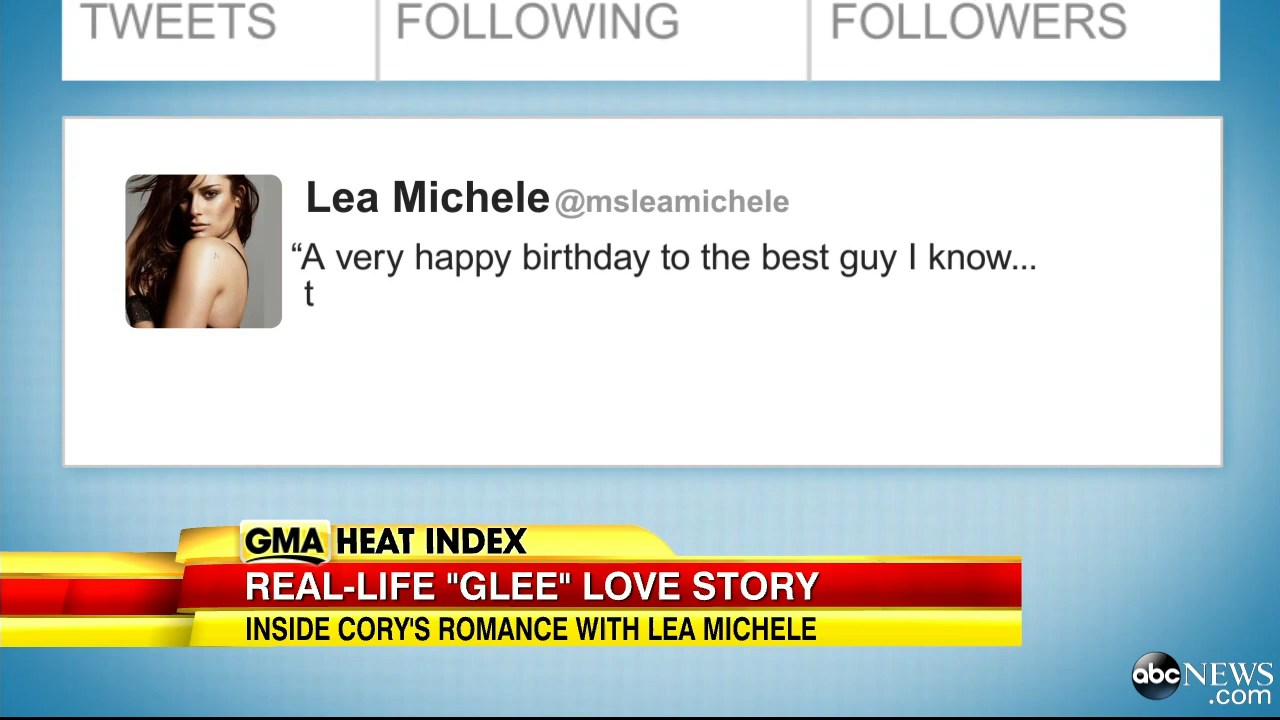 TWEETS FOLLOWING FOLLOWERS
Lea Michele @msleamichele
“A very happy birthday to the best guy I know...
t
GMA HEAT INDEX
REAL-LIFE "GLEE" LOVE STORY
INSIDE CORY'S ROMANCE WITH LEA MICHELE
abc NEWS
.com